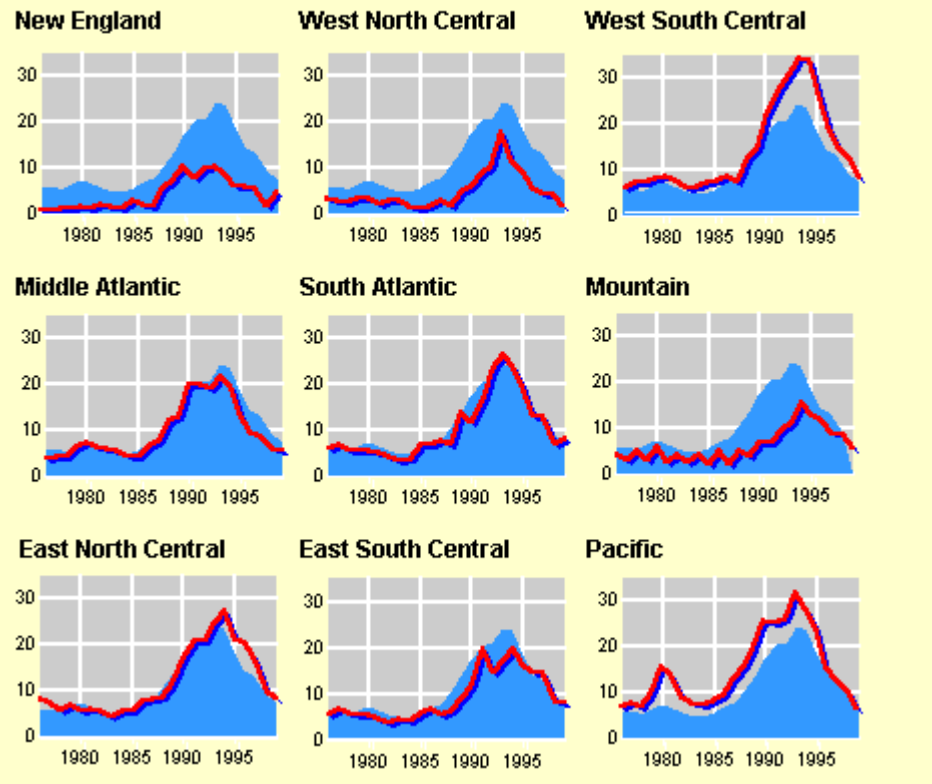 New England
30
20
10
0
1980 1985 1990 1995
West North Central
30
20
10
0
1980 1985 1990 1995
West South Central
30
20
10
0
1980 1985 1990 1995
Middle Atlantic
30
20
10
0
1980 1985 1990 1995
South Atlantic
30
20
10
0
1980 1985 1990 1995
Mountain
30
20
10
0
1980 1985 1990 1995
East North Central
30
20
10
0
1980 1985 1990 1995
East South Central
30
20
10
0
1980 1985 1990 1995
Pacific
30
20
10
0
1980 1985 1990 1995